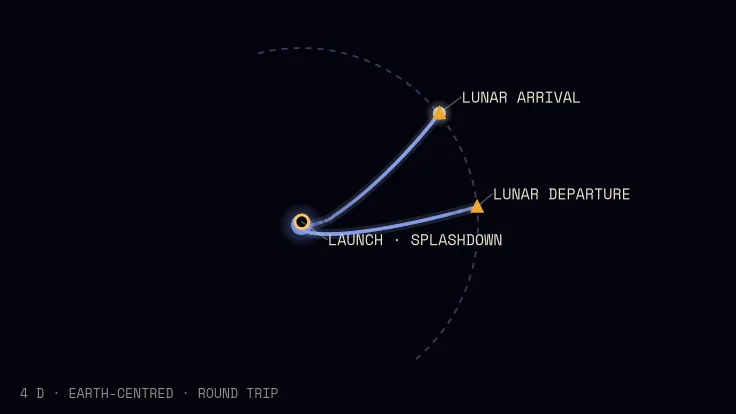 LUNAR ARRIVAL
LUNAR DEPARTURE
LAUNCH · SPLASHDOWN
4 D · EARTH-CENTRED · ROUND TRIP